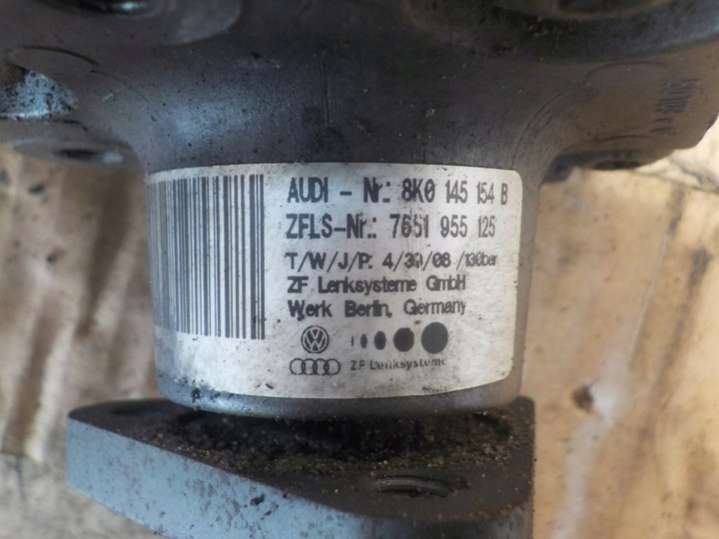 AUDI - Nr.: 8K0 145 154 B
ZFLS-Nr.: 7651 955 125
T/W/J/P: 4/30/08 /130bar
ZF Lenksysteme GmbH
Werk Berlin, Germany
ZF Lenksysteme